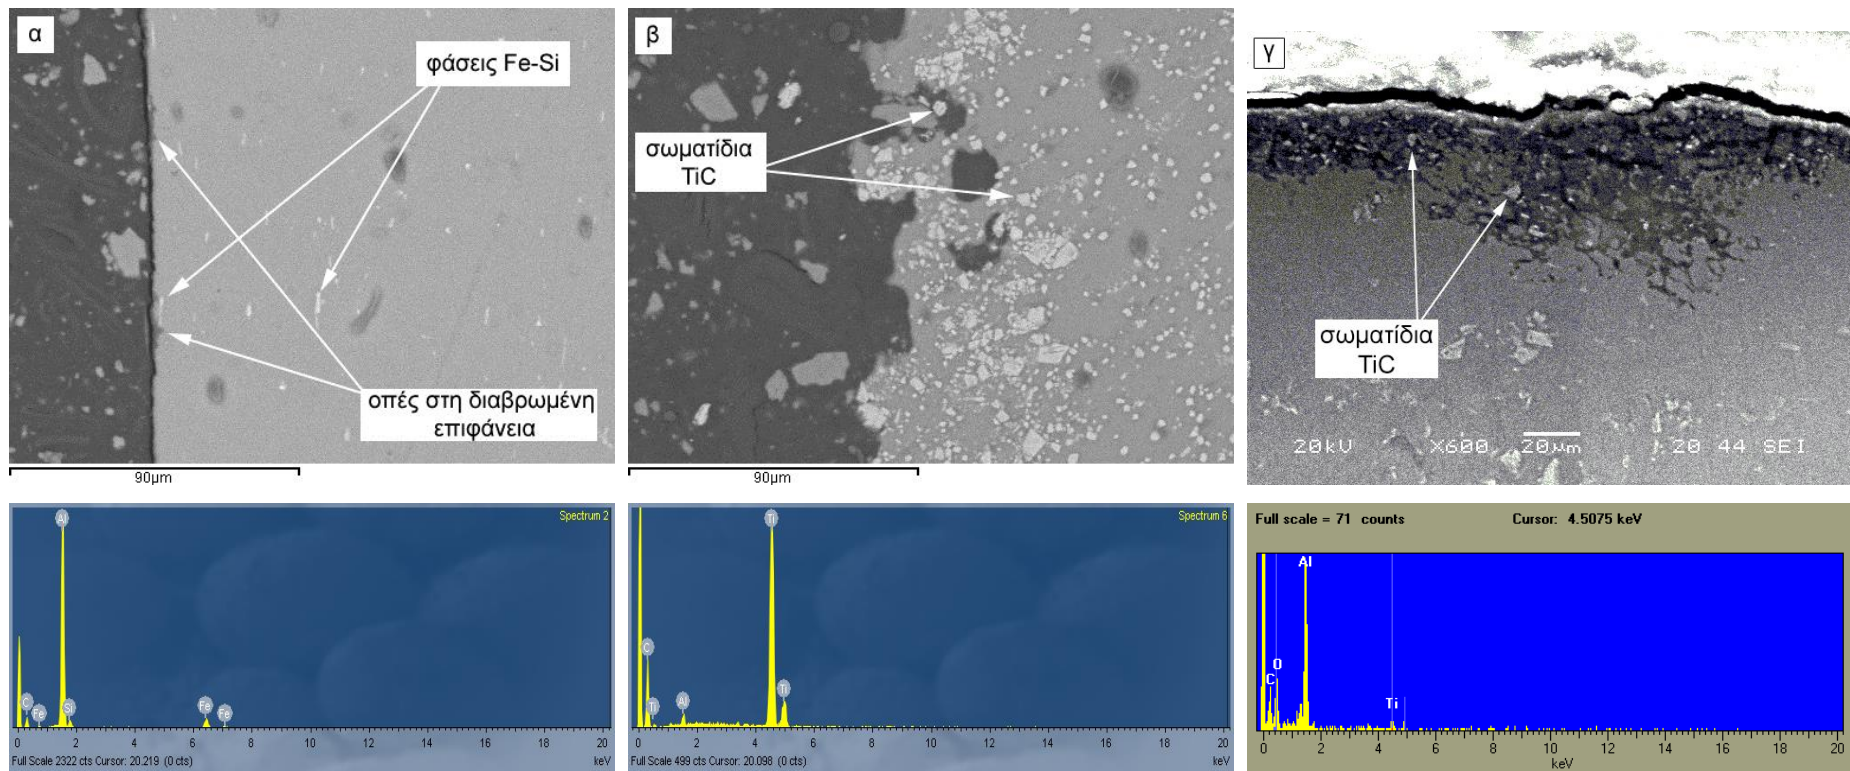 α
φάσεις Fe-Si
οπές στη διαβρωμένη
επιφάνεια
90μm
β
σωματίδια
TiC
90μm
γ
σωματίδια
TiC
20kV X600 20μm 20 44 SEI
Spectrum 2
Al
C
Fe
Si
Fe
Fe
0 2 4 6 8 10 12 14 16 18 20
Full Scale 2322 cts Cursor: 20.219 (0 cts)
keV
Spectrum 6
Ti
C
Ti
Al
Ti
0 2 4 6 8 10 12 14 16 18 20
Full Scale 499 cts Cursor: 20.098 (0 cts)
keV
Full scale = 71 counts
Cursor: 4.5075 keV
Al
O
C
Ti
0 2 4 6 8 10 12 14 16 18 20
keV